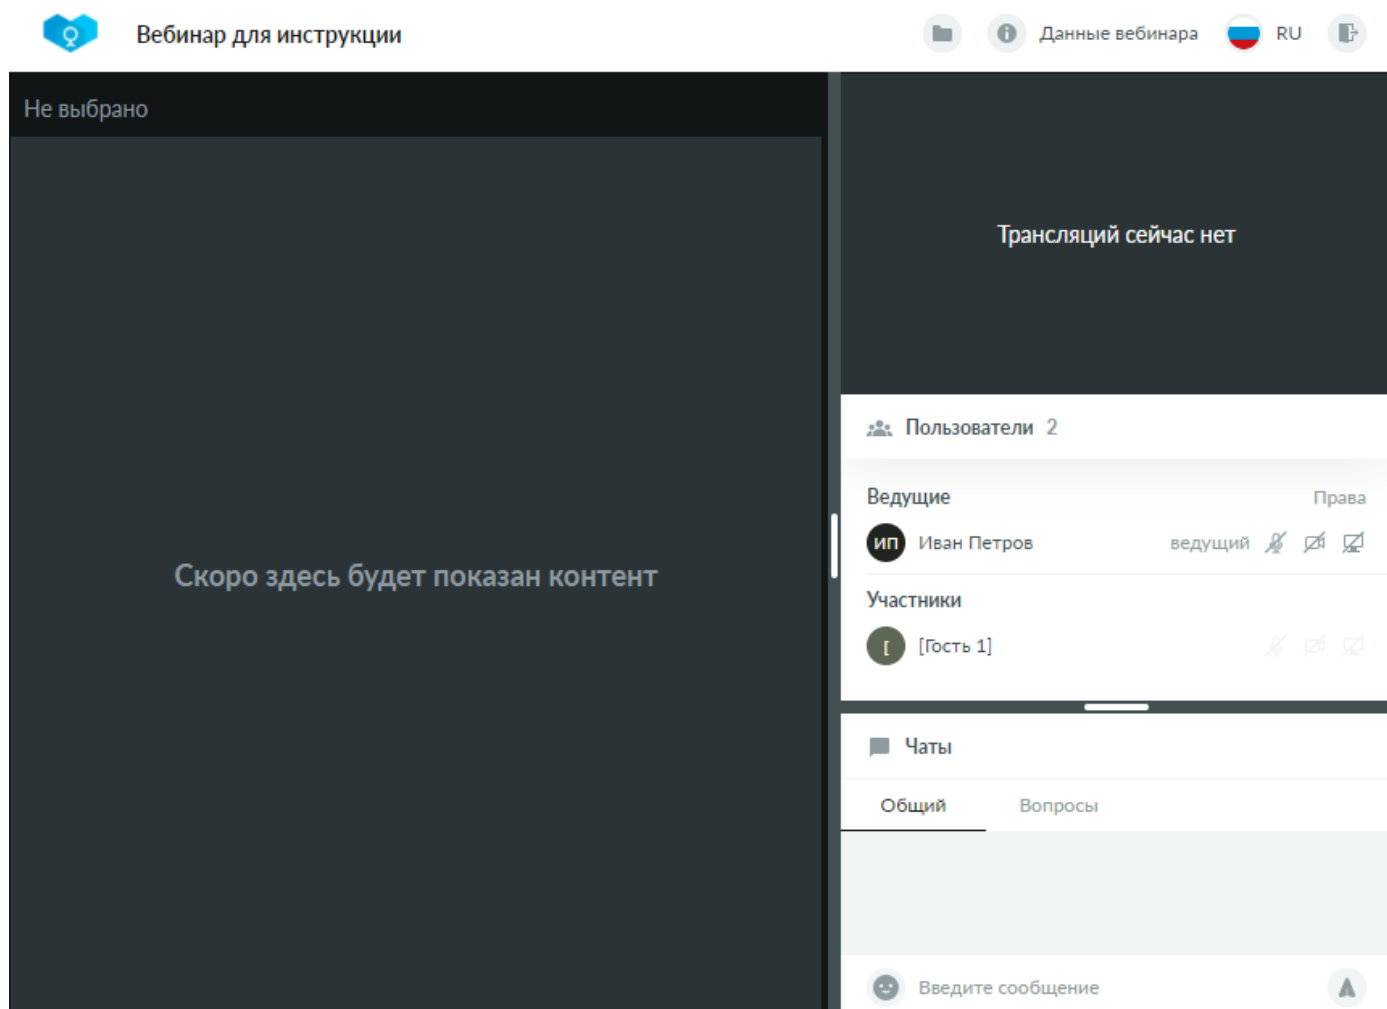 Вебинар для инструкции
Данные вебинара
RU
Не выбрано
Скоро здесь будет показан контент
Трансляций сейчас нет
Пользователи 2
Ведущие Права
ИП Иван Петров ведущий
Участники
[ [Гость 1]
Чаты
Общий Вопросы
Введите сообщение